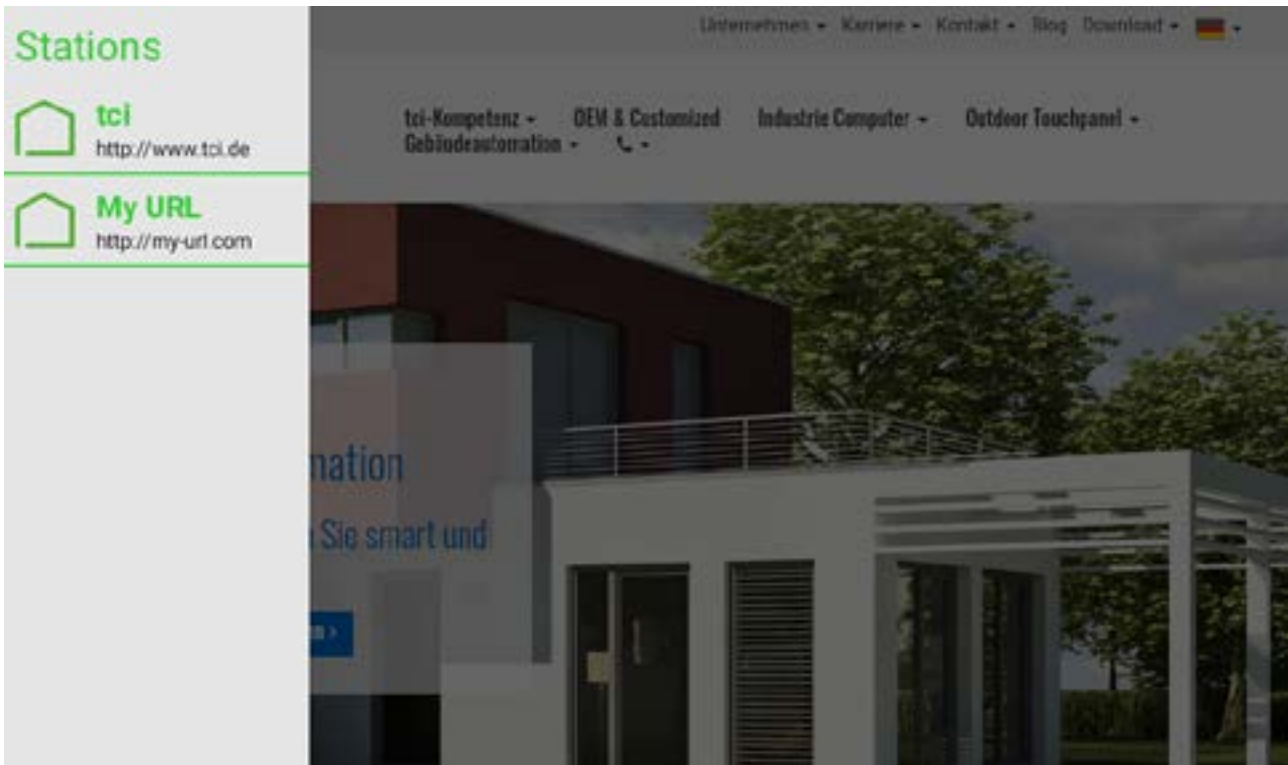 Stations
tci
http://www.tci.de
My URL
http://my-url.com
Unternehmen Karriere Kontakt Blog Download
tci-Kompetenz OEM & Customized Industrie Computer Outdoor Touchpanel
Gebäudeautomation
mation
Sie smart und